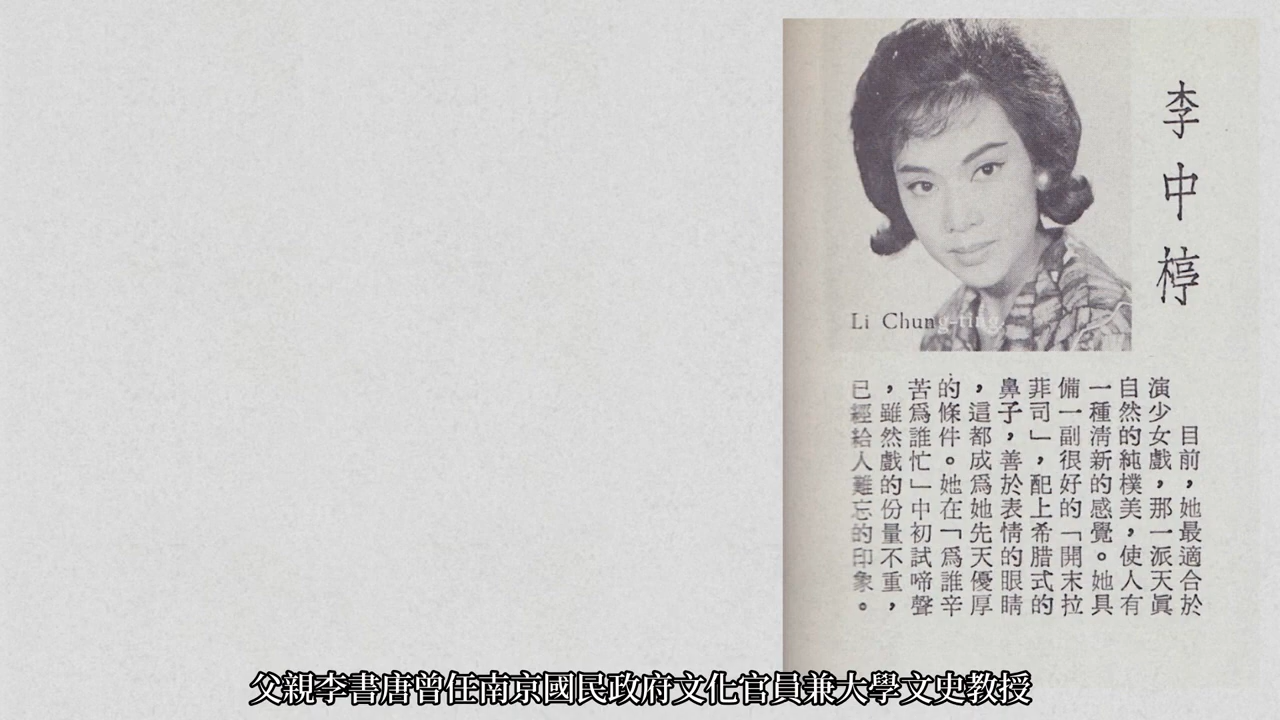 李中椁
Li Chung-ting.
目前，她最適合於
演少女戲，那一派天眞
自然的純樸美，使人有
一種淸新的感覺。她具
備一副很好的「開末拉
菲司」，配上希腊式的
鼻子，善於表情的眼睛
，這都成爲她先天優厚
的條件。她在「爲誰辛
苦爲誰忙」中初試啼聲
，雖然戲的份量不重，
已經給人難忘的印象。
父親李書唐曾任南京國民政府文化官員兼大學文史教授